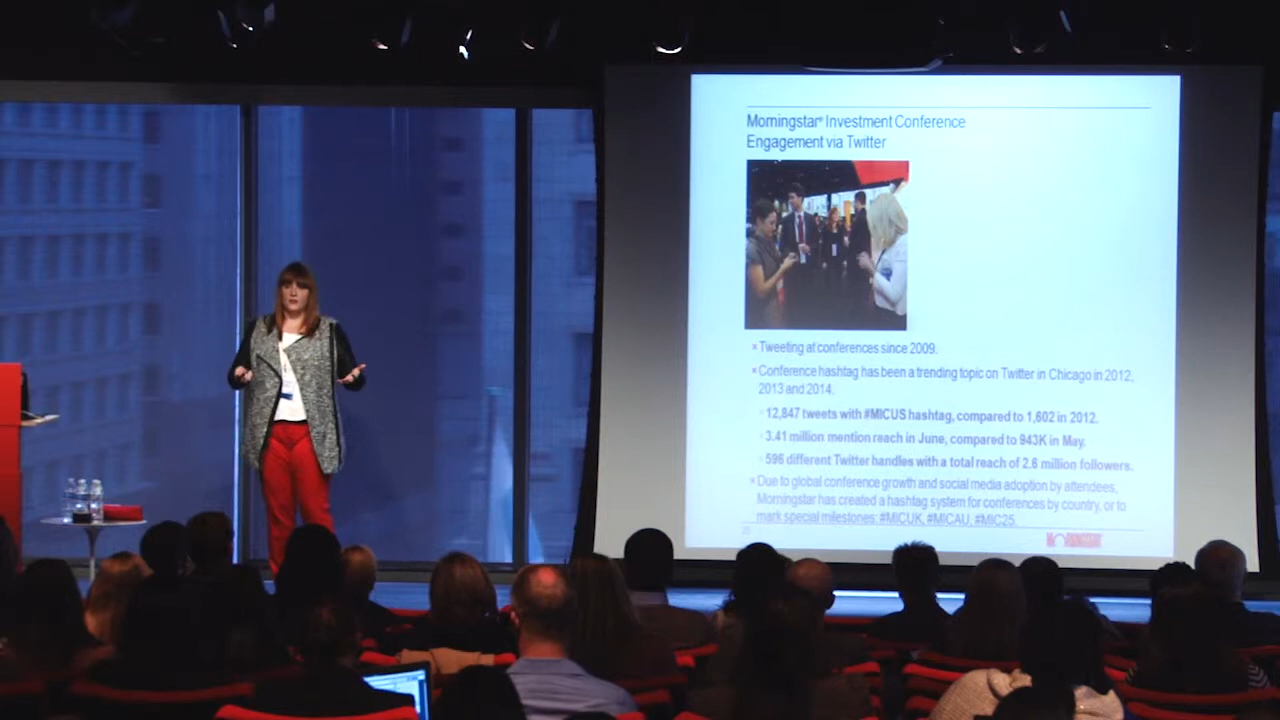 Morningstar® Investment Conference
Engagement via Twitter
Tweeting at conferences since 2009.
Conference hashtag has been a trending topic on Twitter in Chicago in 2012,
2013 and 2014.
12,847 tweets with #MICUS hashtag, compared to 1,602 in 2012.
3.41 million mention reach in June, compared to 943K in May.
596 different Twitter handles with a total reach of 2.6 million followers.
Due to global conference growth and social media adoption by attendees,
Morningstar has created a hashtag system for conferences by country, or to
mark special milestones: #MICUK, #MICAU, #MIC25.